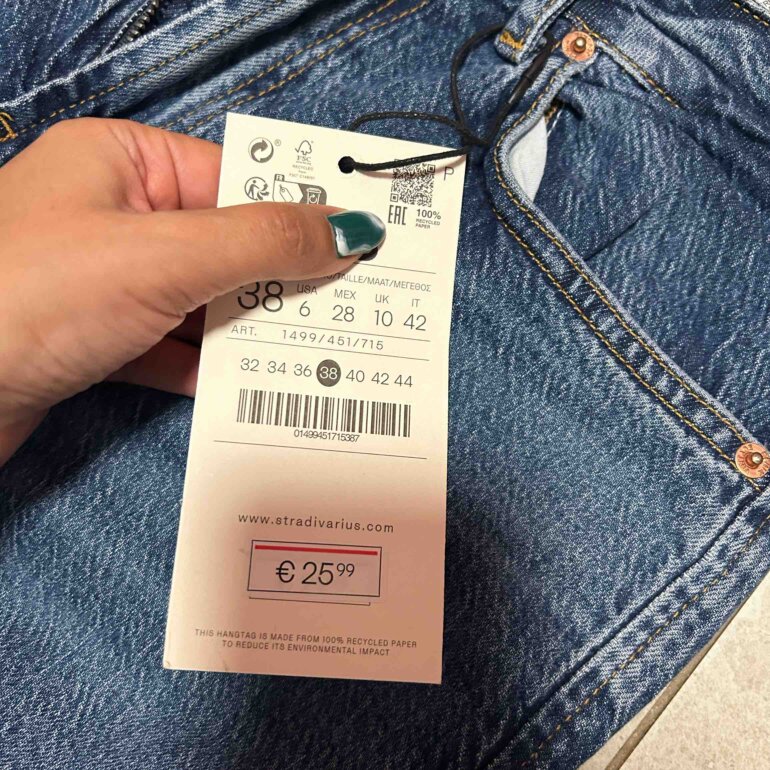 P
FSC
RECYCLED
FR
EAC
100%
RECYCLED
PAPER
/TAILLE/MAAT/ΜΕΓΕΘΟΣ
38 USA 6 MEX 28 UK 10 IT 42
ART. 1499/451/715
32 34 36 38 40 42 44
01499451715387
www.stradivarius.com
€ 25⁹⁹
THIS HANGTAG IS MADE FROM 100% RECYCLED PAPER
TO REDUCE ITS ENVIRONMENTAL IMPACT